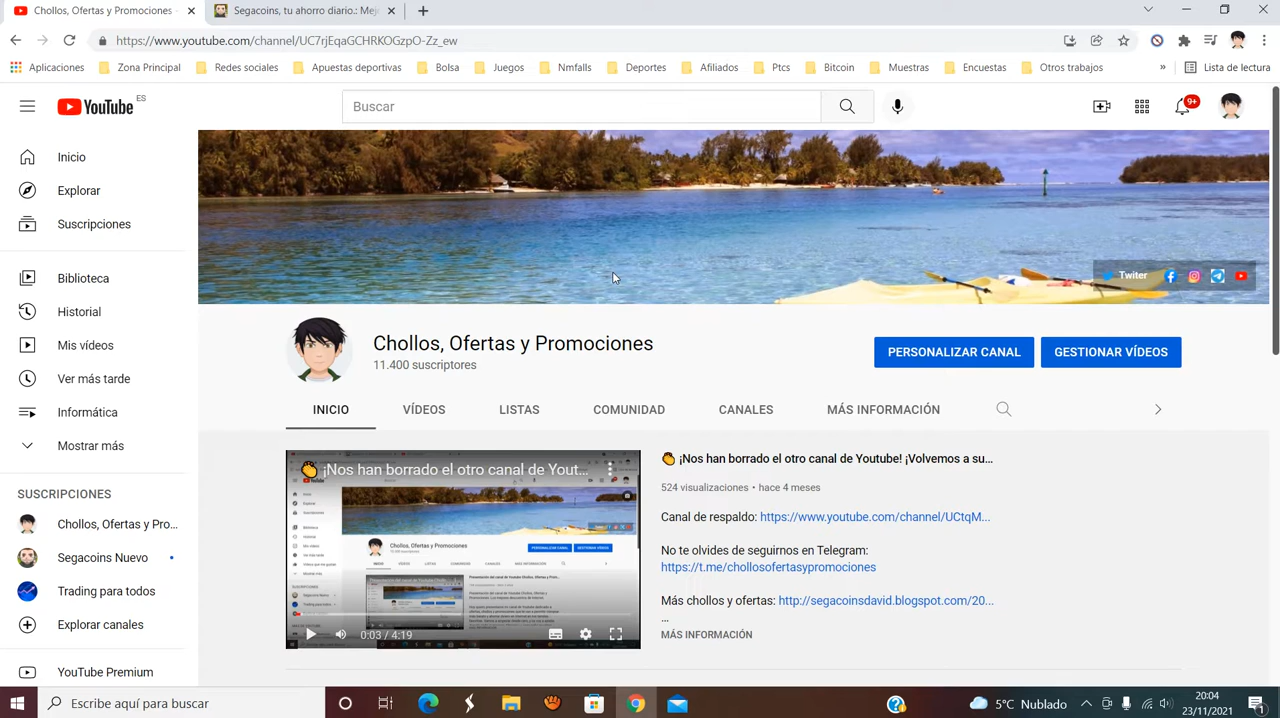 Chollos, Ofertas y Promociones -
Segacoins, tu ahorro diario.: Mej
https://www.youtube.com/channel/UC7rjEqaGCHRKOGzpO-Zz_ew
Aplicaciones
Zona Principal
Redes sociales
Apuestas deportivas
Bolsa
Juegos
Nmfalls
Deportes
Afiliados
Ptcs
Bitcoin
Muestras
Encuestas
Otros trabajos
»
Lista de lectura
YouTube ES
Buscar
9+
Inicio
Explorar
Suscripciones
Biblioteca
Historial
Mis vídeos
Ver más tarde
Informática
Mostrar más
SUSCRIPCIONES
Chollos, Ofertas y Pro...
Segacoins Nuevo
Trading para todos
Explorar canales
YouTube Premium
Twiter
Chollos, Ofertas y Promociones
11.400 suscriptores
PERSONALIZAR CANAL
GESTIONAR VÍDEOS
INICIO
VÍDEOS
LISTAS
COMUNIDAD
CANALES
MÁS INFORMACIÓN
¡Nos han borrado el otro canal de Yout...
Chollos, Ofertas y Promociones
0:03 / 4:19
¡Nos han borrado el otro canal de Youtube! ¡Volvemos a su...
524 visualizaciones • hace 4 meses
Canal de respaldo: https://www.youtube.com/channel/UCtqM...
No te olvides de seguirnos en Telegram:
https://t.me/chollosofertasypromociones
Más chollos y ofertas: http://segacoinsdani.blogspot.com/20...
...
MÁS INFORMACIÓN
Escribe aquí para buscar
5°C Nublado
20:04
23/11/2021
1